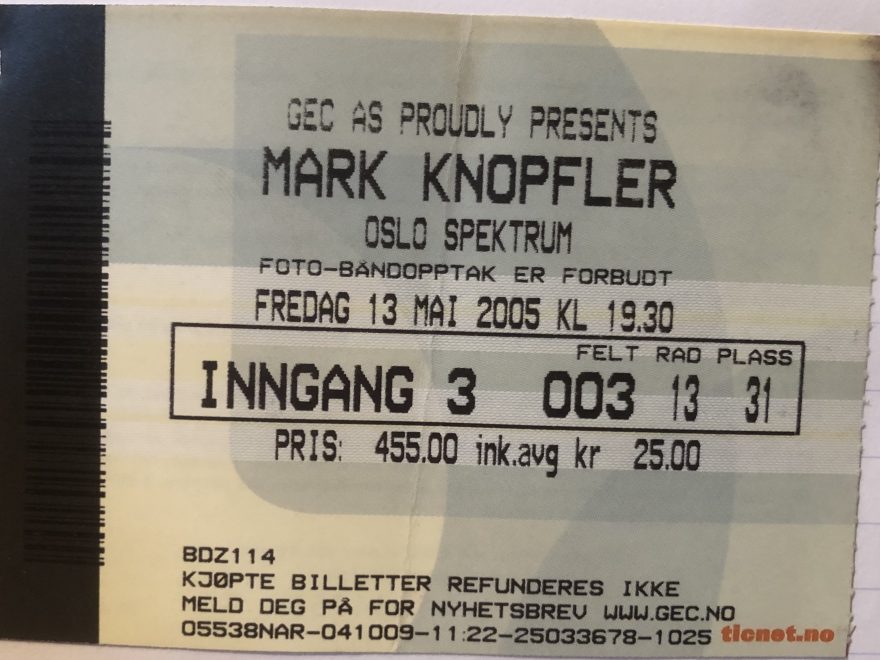 GEC AS PROUDLY PRESENTS
MARK KNOPFLER
OSLO SPEKTRUM
FOTO-BÅNDOPPTAK ER FORBUDT
FREDAG 13 MAI 2005 KL 19.30
FELT RAD PLASS
INNGANG 3 003 13 31
PRIS: 455.00 ink.avg kr 25.00
BDZ114
KJØPTE BILLETTER REFUNDERES IKKE
MELD DEG PÅ FOR NYHETSBREV WWW.GEC.NO
05538NAR-041009-11:22-25033678-1025 ticnet.no